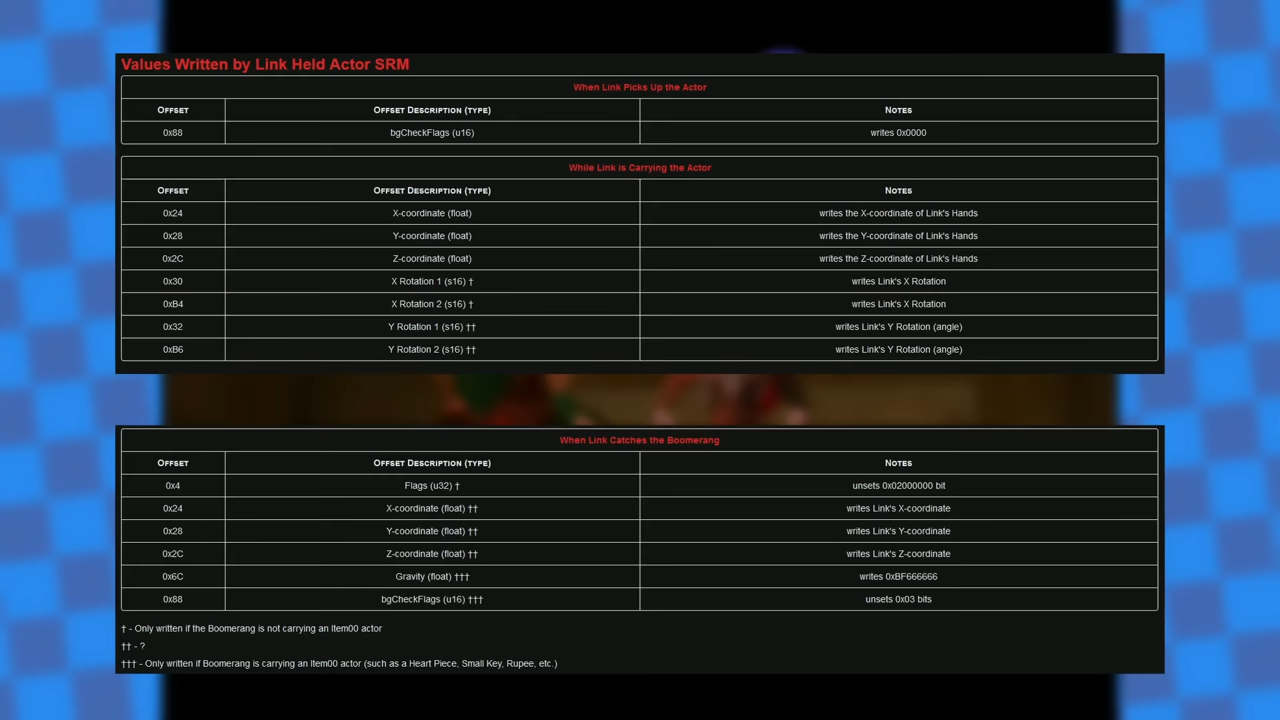 Values Written by Link Held Actor SRM
When Link Picks Up the Actor
OFFSET OFFSET DESCRIPTION (TYPE) NOTES
0x88 bgCheckFlags (u16) writes 0x0000
While Link is Carrying the Actor
OFFSET OFFSET DESCRIPTION (TYPE) NOTES
0x24 X-coordinate (float) writes the X-coordinate of Link's Hands
0x28 Y-coordinate (float) writes the Y-coordinate of Link's Hands
0x2C Z-coordinate (float) writes the Z-coordinate of Link's Hands
0x30 X Rotation 1 (s16) † writes Link's X Rotation
0xB4 X Rotation 2 (s16) † writes Link's X Rotation
0x32 Y Rotation 1 (s16) †† writes Link's Y Rotation (angle)
0xB6 Y Rotation 2 (s16) †† writes Link's Y Rotation (angle)
When Link Catches the Boomerang
OFFSET OFFSET DESCRIPTION (TYPE) NOTES
0x4 Flags (u32) † unsets 0x02000000 bit
0x24 X-coordinate (float) †† writes Link's X-coordinate
0x28 Y-coordinate (float) †† writes Link's Y-coordinate
0x2C Z-coordinate (float) †† writes Link's Z-coordinate
0x6C Gravity (float) ††† writes 0xBF666666
0x88 bgCheckFlags (u16) ††† unsets 0x03 bits
† - Only written if the Boomerang is not carrying an Item00 actor
†† - ?
††† - Only written if Boomerang is carrying an Item00 actor (such as a Heart Piece, Small Key, Rupee, etc.)